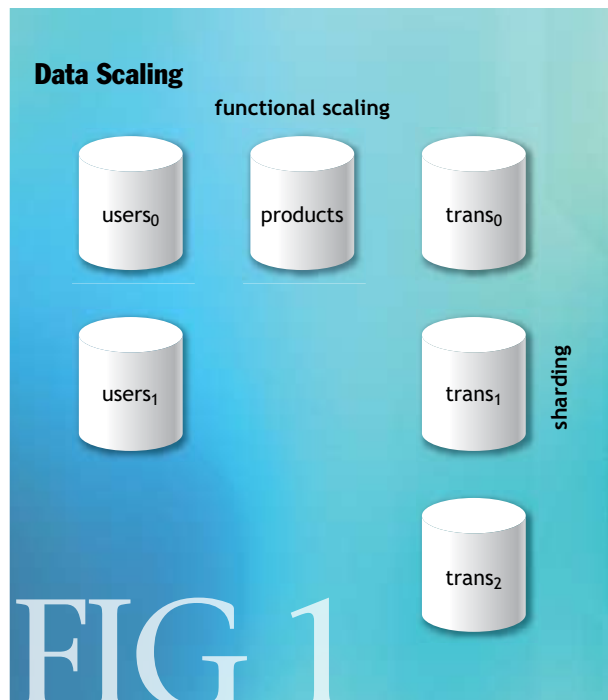 Data Scaling
functional scaling
users₀ products trans₀
users₁ trans₁
sharding
trans₂
FIG 1